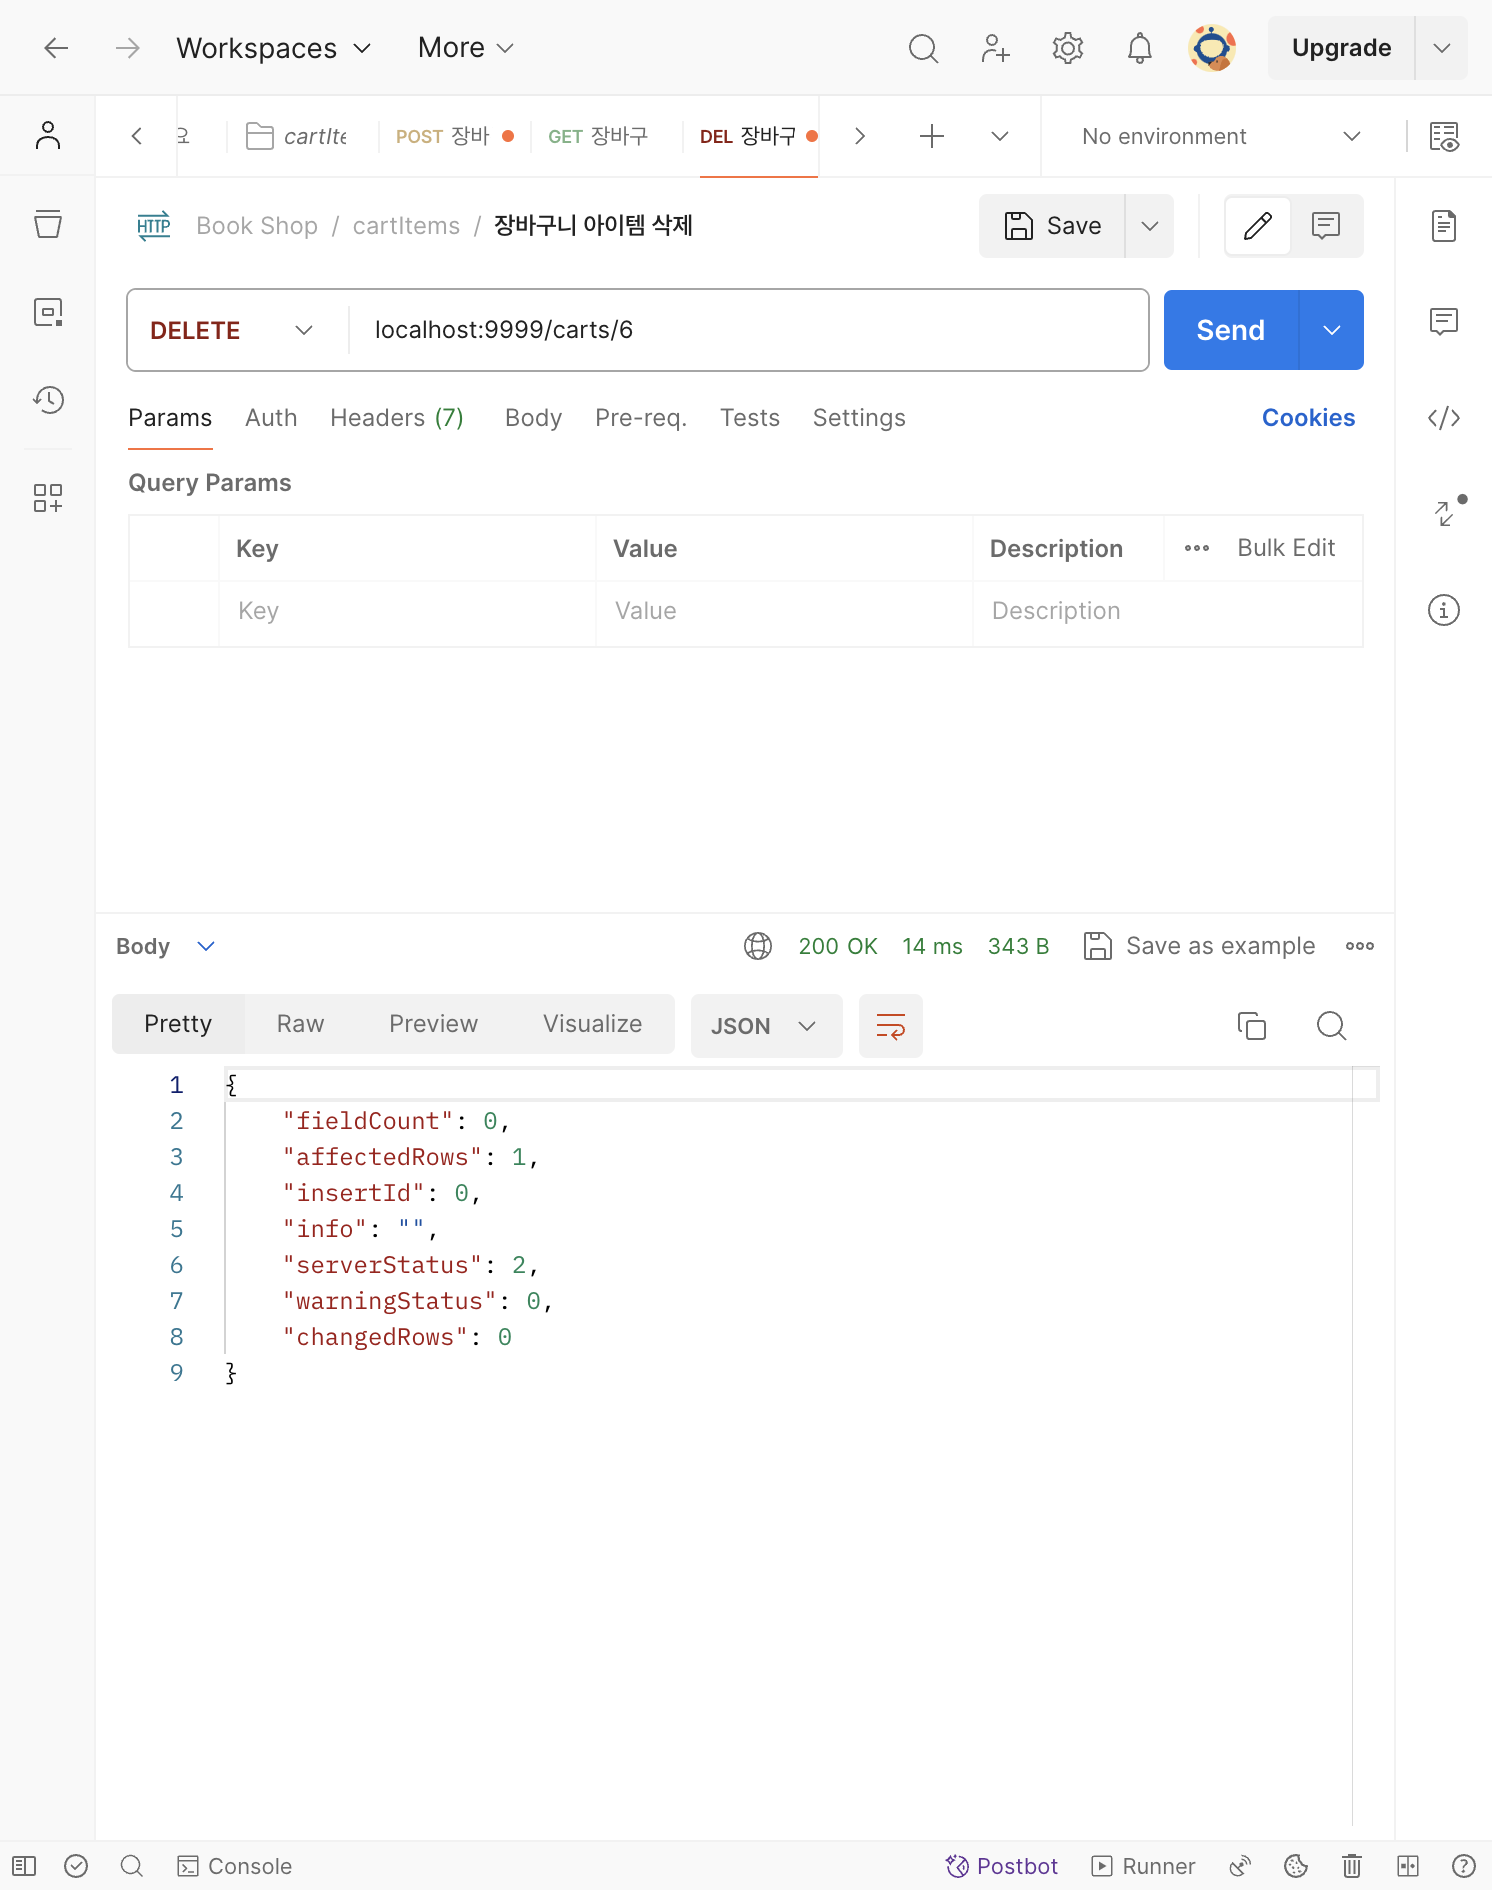 Workspaces More Upgrade
요 cartIte POST 장바 GET 장바구 DEL 장바구 No environment
HTTP Book Shop / cartItems / 장바구니 아이템 삭제 Save
DELETE localhost:9999/carts/6 Send
Params Auth Headers (7) Body Pre-req. Tests Settings Cookies
Query Params
Key Value Description Bulk Edit
Key Value Description
Body 200 OK 14 ms 343 B Save as example
Pretty Raw Preview Visualize JSON
1 {
2 "fieldCount": 0,
3 "affectedRows": 1,
4 "insertId": 0,
5 "info": "",
6 "serverStatus": 2,
7 "warningStatus": 0,
8 "changedRows": 0
9 }
Console Postbot Runner